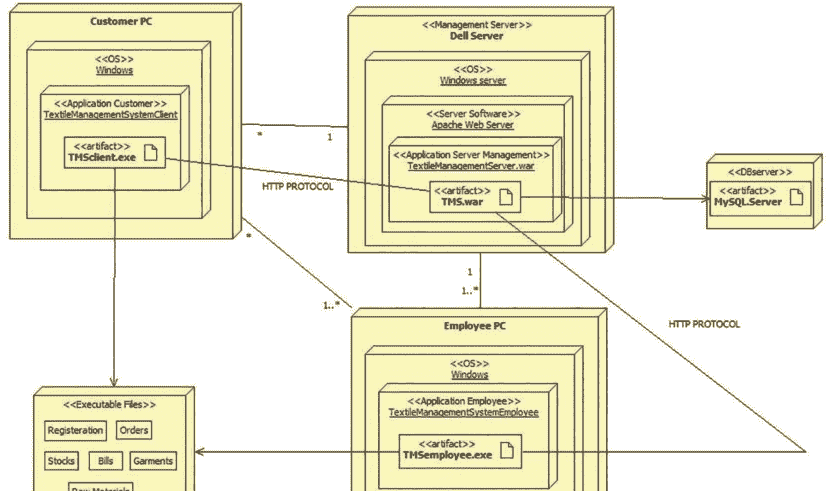 Customer PC
<<OS>>
Windows
<<Application Customer>>
TextileManagementSystemClient
<<artifact>>
TMSclient.exe
<<Management Server>>
Dell Server
<<OS>>
Windows server
<<Server Software>>
Apache Web Server
<<Application Server Management>>
TextileManagementServer.war
<<artifact>>
TMS.war
<<DBserver>>
<<artifact>>
MySQL.Server
*
1
HTTP PROTOCOL
*
1..*
1
1..*
HTTP PROTOCOL
Employee PC
<<OS>>
Windows
<<Application Employee>>
TextileManagementSystemEmployee
<<artifact>>
TMSemployee.exe
<<Executable Files>>
Registeration
Orders
Stocks
Bills
Garments
Raw Materials